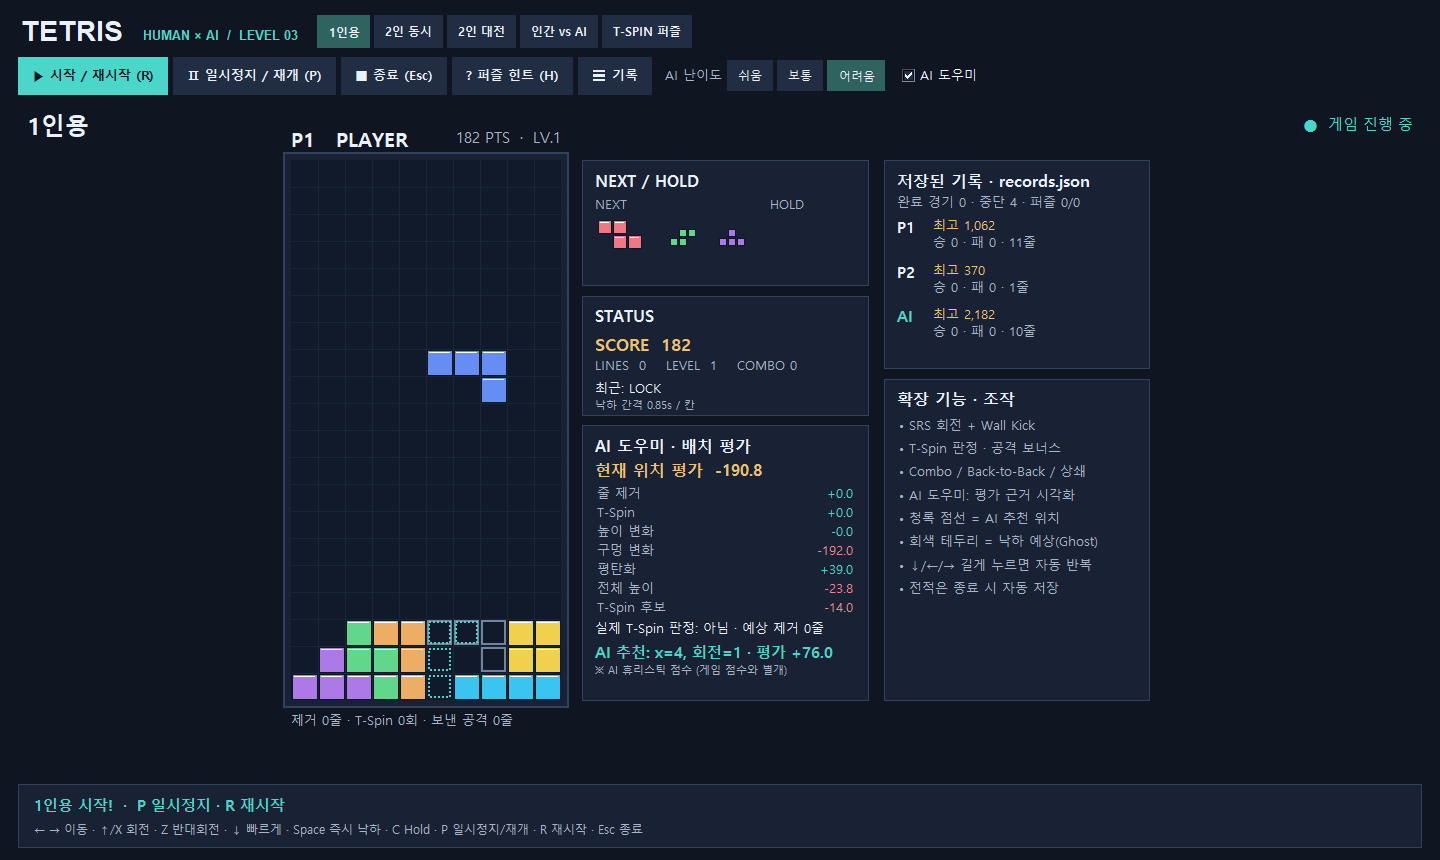 TETRIS HUMAN × AI / LEVEL 03 1인용 2인 동시 2인 대전 인간 vs AI T-SPIN 퍼즐
▶ 시작 / 재시작 (R) Ⅱ 일시정지 / 재개 (P) ■ 종료 (Esc) ? 퍼즐 힌트 (H) ☰ 기록 AI 난이도 쉬움 보통 어려움 AI 도우미
1인용
● 게임 진행 중
P1 PLAYER 182 PTS · LV.1
제거 0줄 · T-Spin 0회 · 보낸 공격 0줄
NEXT / HOLD
NEXT HOLD
STATUS
SCORE 182
LINES 0 LEVEL 1 COMBO 0
최근: LOCK
낙하 간격 0.85s / 칸
AI 도우미 · 배치 평가
현재 위치 평가 -190.8
줄 제거 +0.0
T-Spin +0.0
높이 변화 -0.0
구멍 변화 -192.0
평탄화 +39.0
전체 높이 -23.8
T-Spin 후보 -14.0
실제 T-Spin 판정: 아님 · 예상 제거 0줄
AI 추천: x=4, 회전=1 · 평가 +76.0
※ AI 휴리스틱 점수 (게임 점수와 별개)
저장된 기록 · records.json
완료 경기 0 · 중단 4 · 퍼즐 0/0
P1 최고 1,062
승 0 · 패 0 · 11줄
P2 최고 370
승 0 · 패 0 · 1줄
AI 최고 2,182
승 0 · 패 0 · 10줄
확장 기능 · 조작
• SRS 회전 + Wall Kick
• T-Spin 판정 · 공격 보너스
• Combo / Back-to-Back / 상쇄
• AI 도우미: 평가 근거 시각화
• 청록 점선 = AI 추천 위치
• 회색 테두리 = 낙하 예상(Ghost)
• ↓/←/→ 길게 누르면 자동 반복
• 전적은 종료 시 자동 저장
1인용 시작! · P 일시정지 · R 재시작
← → 이동 · ↑/X 회전 · Z 반대회전 · ↓ 빠르게 · Space 즉시 낙하 · C Hold · P 일시정지/재개 · R 재시작 · Esc 종료